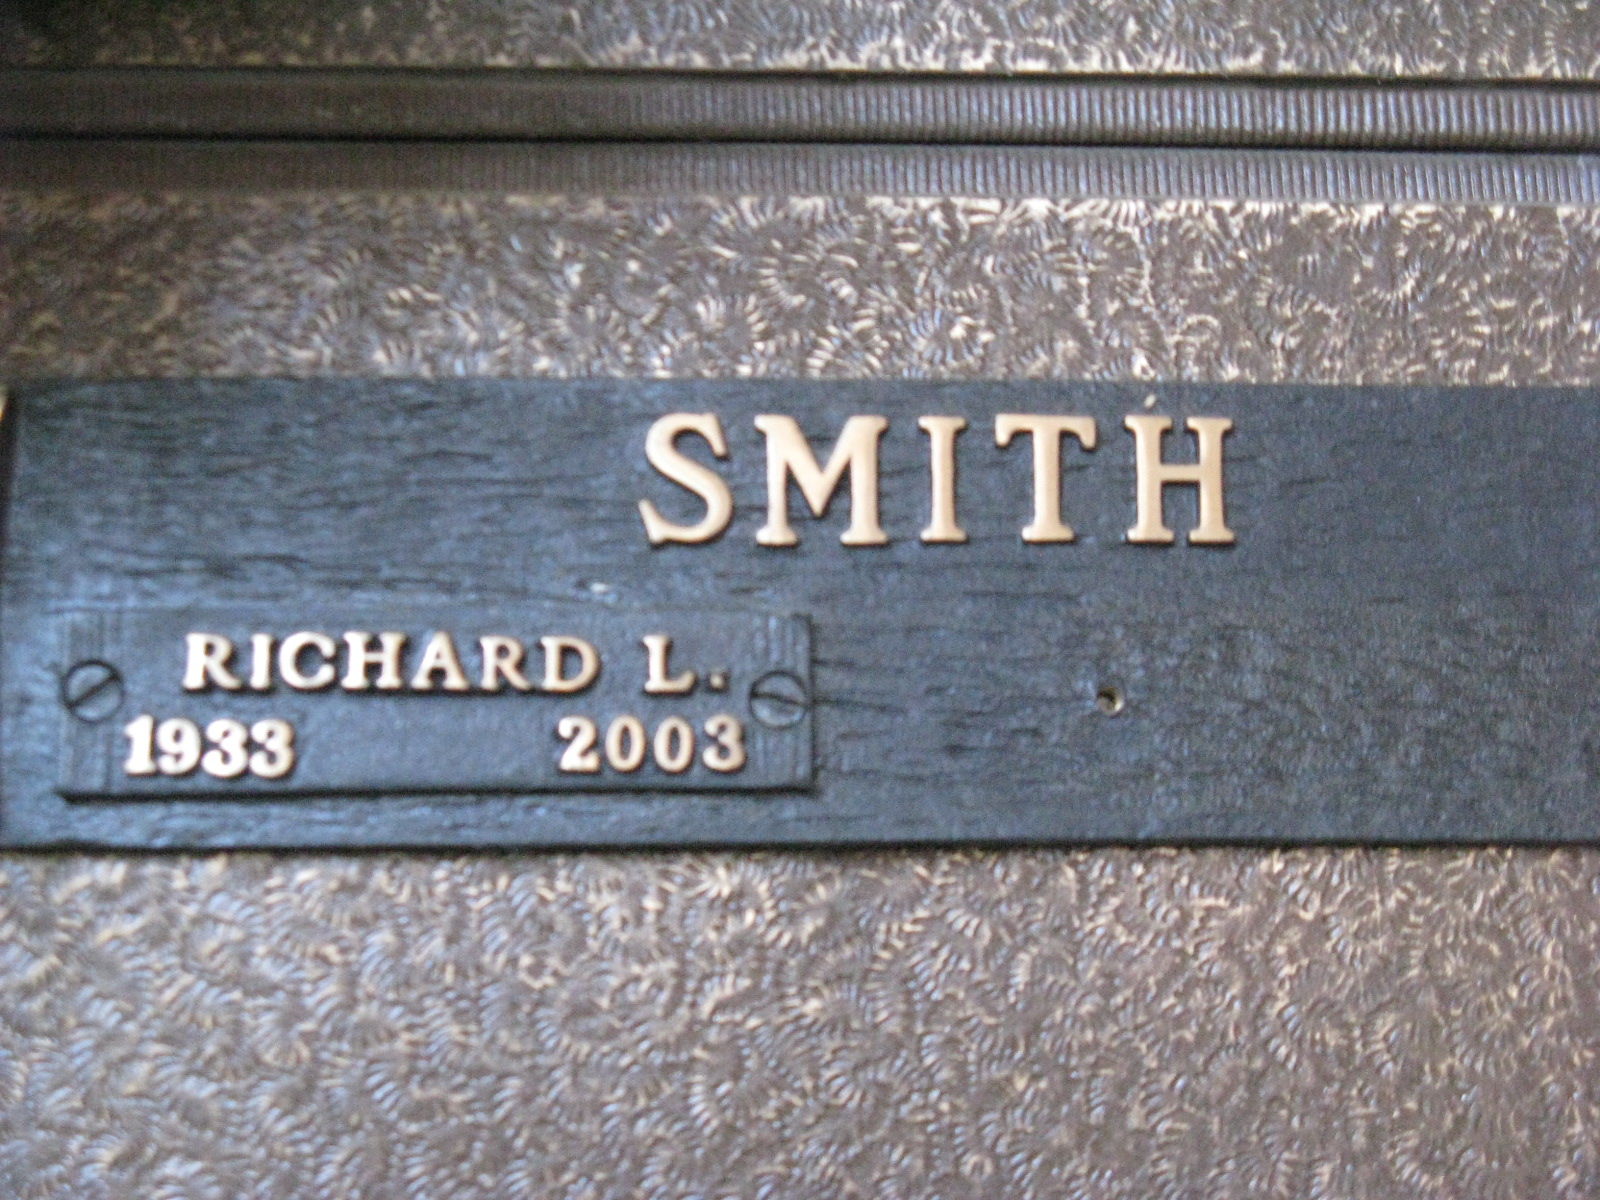 SMITH
RICHARD L.
1933 2003